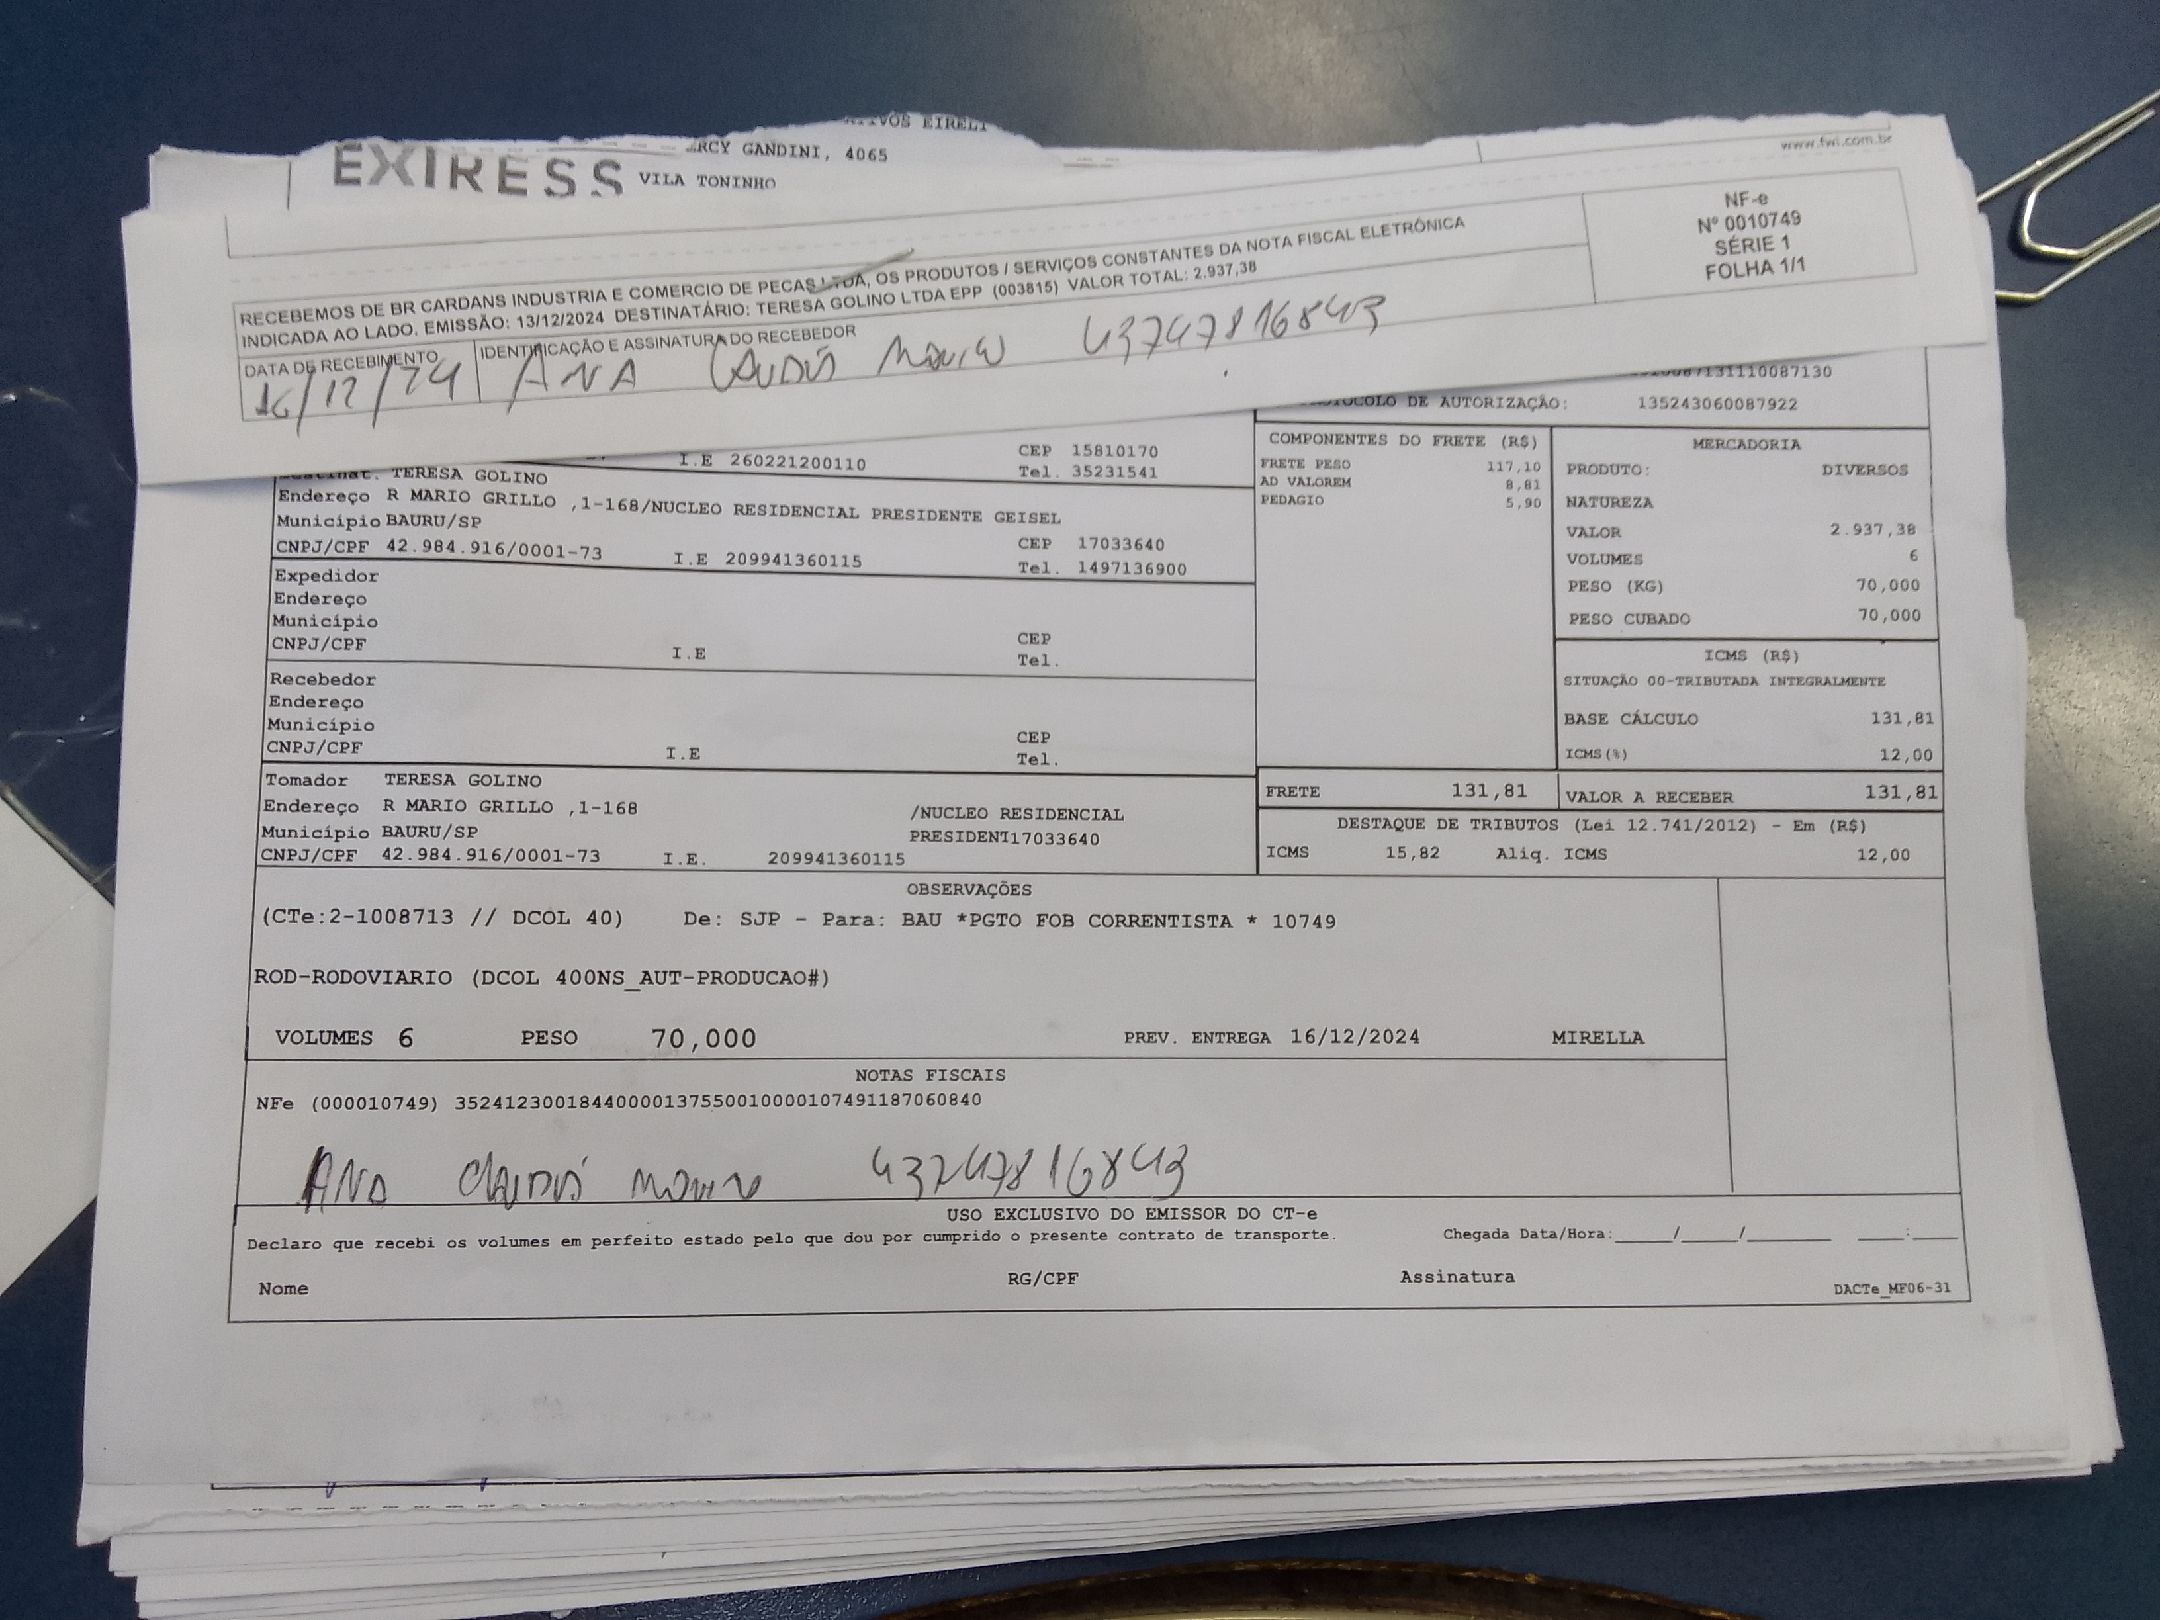 EIRELI
GANDINI, 4065
VILA TONINHO
www.fwi.com.br
NF-e
Nº 0010749
SÉRIE 1
FOLHA 1/1
RECEBEMOS DE BR CARDANS INDUSTRIA E COMERCIO DE PECAS LTDA, OS PRODUTOS / SERVIÇOS CONSTANTES DA NOTA FISCAL ELETRÔNICA
INDICADA AO LADO. EMISSÃO: 13/12/2024 DESTINATÁRIO: TERESA GOLINO LTDA EPP (003815) VALOR TOTAL: 2.937,38
DATA DE RECEBIMENTO IDENTIFICAÇÃO E ASSINATURA DO RECEBEDOR
16/12/24 ANA 43747816843
DE AUTORIZAÇÃO: 135243060087922
I.E 260221200110 CEP 15810170
Tel. 35231541
TERESA GOLINO
Endereço R MARIO GRILLO ,1-168/NUCLEO RESIDENCIAL PRESIDENTE GEISEL
Município BAURU/SP
CNPJ/CPF 42.984.916/0001-73 I.E 209941360115 CEP 17033640
Tel. 1497136900
Expedidor
Endereço
Município
CNPJ/CPF I.E CEP
Tel.
Recebedor
Endereço
Município
CNPJ/CPF I.E CEP
Tel.
Tomador TERESA GOLINO
Endereço R MARIO GRILLO ,1-168 /NUCLEO RESIDENCIAL
Município BAURU/SP PRESIDENT17033640
CNPJ/CPF 42.984.916/0001-73 I.E. 209941360115
COMPONENTES DO FRETE (R$)
FRETE PESO 117,10
AD VALOREM 8,81
PEDAGIO 5,90
MERCADORIA
PRODUTO: DIVERSOS
NATUREZA
VALOR 2.937,38
VOLUMES 6
PESO (KG) 70,000
PESO CUBADO 70,000
ICMS (R$)
SITUAÇÃO 00-TRIBUTADA INTEGRALMENTE
BASE CÁLCULO 131,81
ICMS(%) 12,00
FRETE 131,81 VALOR A RECEBER 131,81
DESTAQUE DE TRIBUTOS (Lei 12.741/2012) - Em (R$)
ICMS 15,82 Aliq. ICMS 12,00
OBSERVAÇÕES
(CTe:2-1008713 // DCOL 40) De: SJP - Para: BAU *PGTO FOB CORRENTISTA * 10749
ROD-RODOVIARIO (DCOL 400NS_AUT-PRODUCAO#)
VOLUMES 6 PESO 70,000 PREV. ENTREGA 16/12/2024 MIRELLA
NOTAS FISCAIS
NFe (000010749) 35241230018440000137550010000107491187060840
ANA 43747816843
USO EXCLUSIVO DO EMISSOR DO CT-e
Declaro que recebi os volumes em perfeito estado pelo que dou por cumprido o presente contrato de transporte. Chegada Data/Hora:_____/_____/_______ ____:____
Nome RG/CPF Assinatura DACTe_MF06-31